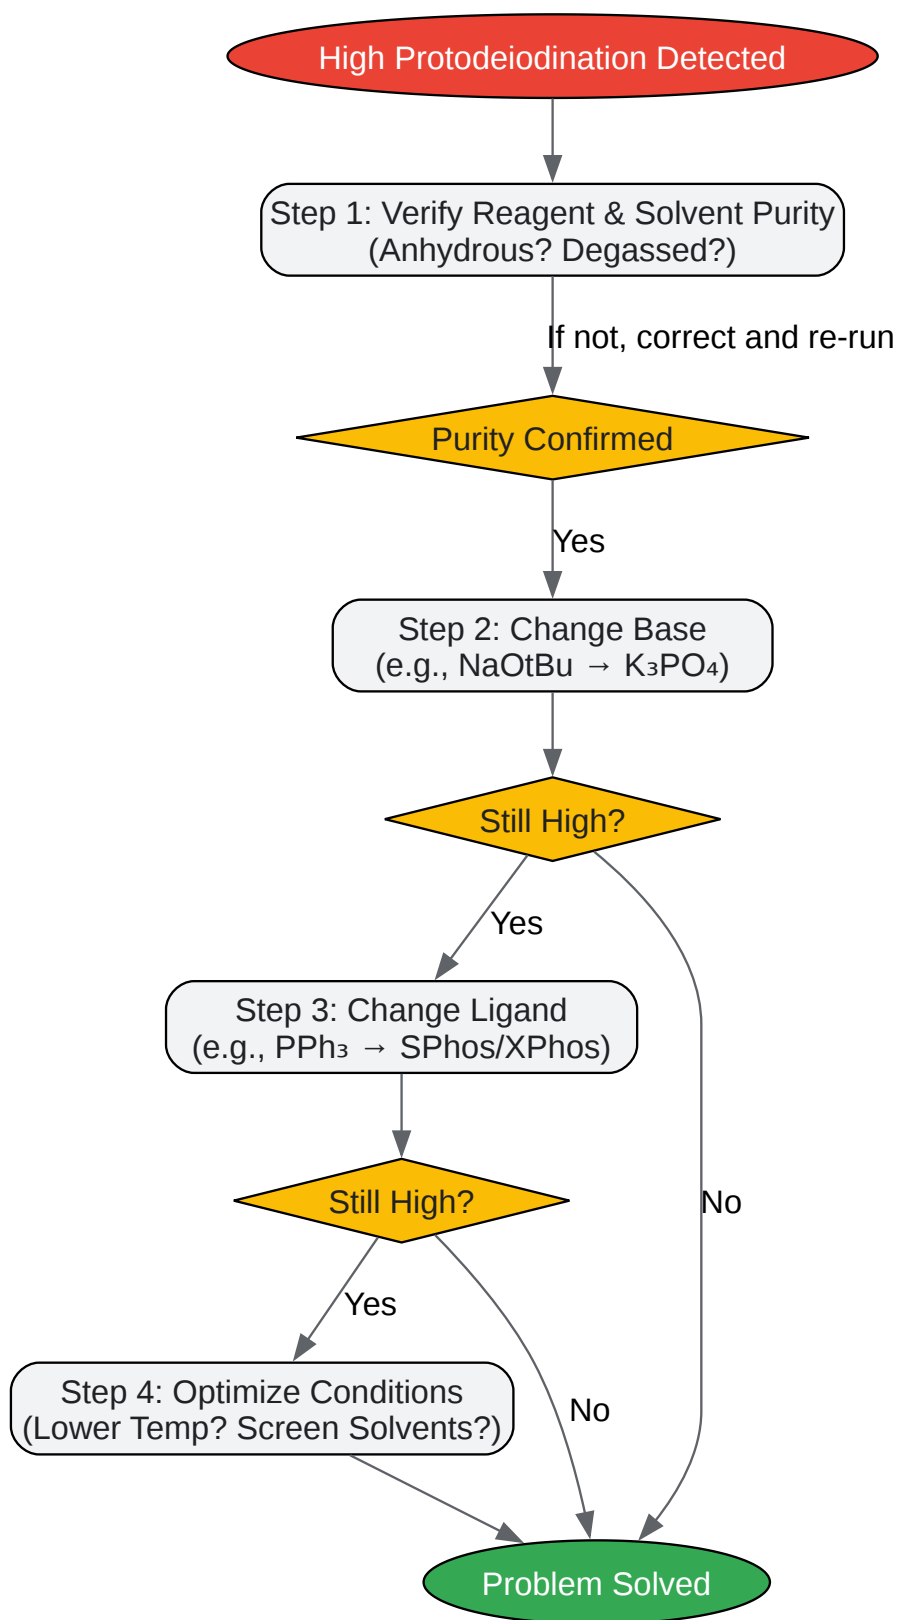 High Protodeiodination Detected
Step 1: Verify Reagent & Solvent Purity
(Anhydrous? Degassed?)
If not, correct and re-run
Purity Confirmed
Yes
Step 2: Change Base
(e.g., NaOtBu → K₃PO₄)
Still High?
Yes
Step 3: Change Ligand
(e.g., PPh₃ → SPhos/XPhos)
Still High?
No
Yes
Step 4: Optimize Conditions
(Lower Temp? Screen Solvents?)
No
Problem Solved